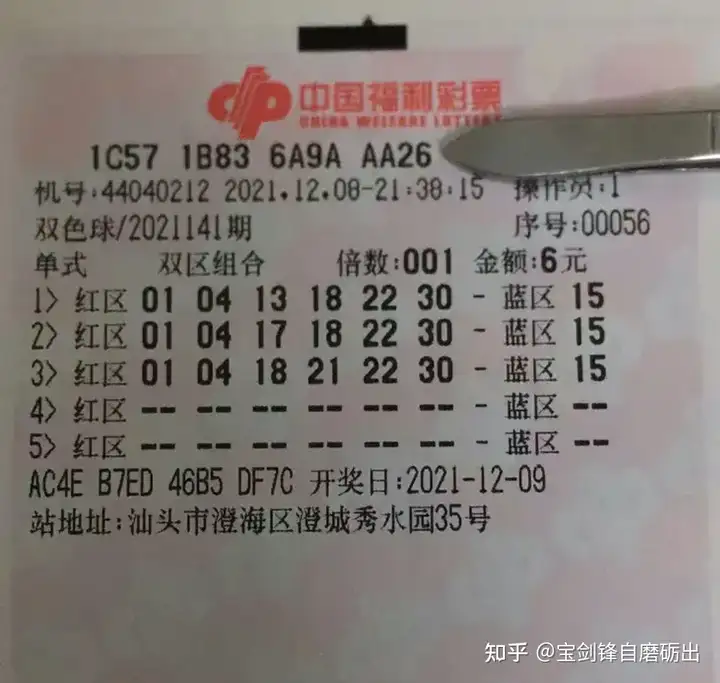 中国福利彩票
CHINA WELFARE LOTTERY
1C57 1B83 6A9A AA26
机号:44040212 2021.12.08-21:38:15 操作员:1
双色球/2021141期 序号:00056
单式 双区组合 倍数:001 金额:6元
1> 红区 01 04 13 18 22 30 - 蓝区 15
2> 红区 01 04 17 18 22 30 - 蓝区 15
3> 红区 01 04 18 21 22 30 - 蓝区 15
4> 红区 -- -- -- -- -- -- - 蓝区 --
5> 红区 -- -- -- -- -- -- - 蓝区 --
AC4E B7ED 46B5 DF7C 开奖日:2021-12-09
站地址:汕头市澄海区澄城秀水园35号
知乎 @宝剑锋自磨砺出